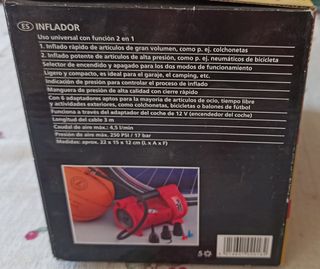 ES INFLADOR
Uso universal con función 2 en 1
1. Inflado rápido de articulos de gran volumen, como p. ej. colchonetas
2. Inflado potente de articulos de alta presión, como p. ej. neumáticos de bicicleta
Selector de encendido y apagado para los dos modos de funcionamiento
Ligero y compacto, es ideal para el garaje, el camping, etc.
Indicación de presión para controlar el proceso de inflado
Manguera de presión de alta calidad con cierre rápido
Con 6 adaptadores aptos para la mayoria de articulos de ocio, tiempo libre
y actividades exteriores, como balones, colchonetas, bicicletas o botes de fútbol
Funciona a través del adaptador del coche de 12 V (encendedor del coche)
Longitud del cable 3 m
Caudal de aire máx.: 4,5 l/min
Presión de aire máx. 250 PSI / 17 bar
Medidas: aprox. 22 x 15 x 12 cm (L x A x F)